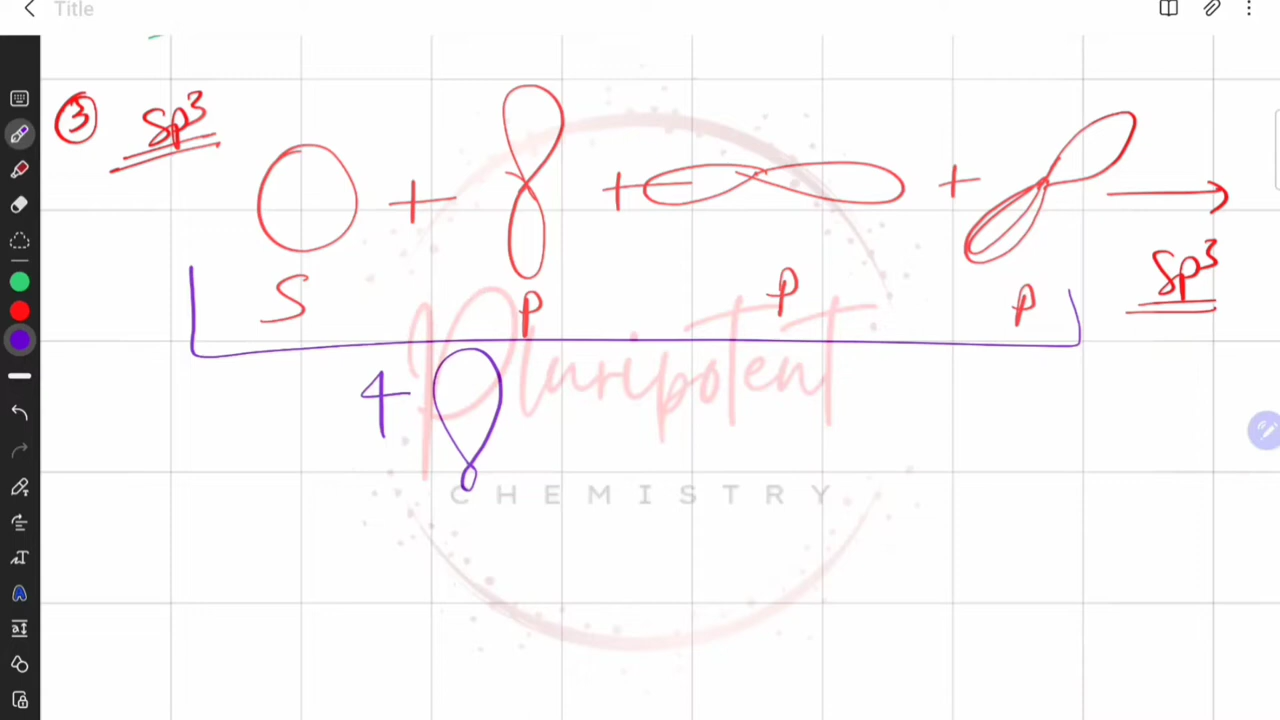 Title
③ sp³
+ + + →
S p p p sp³
4
Pluripotent
CHEMISTRY